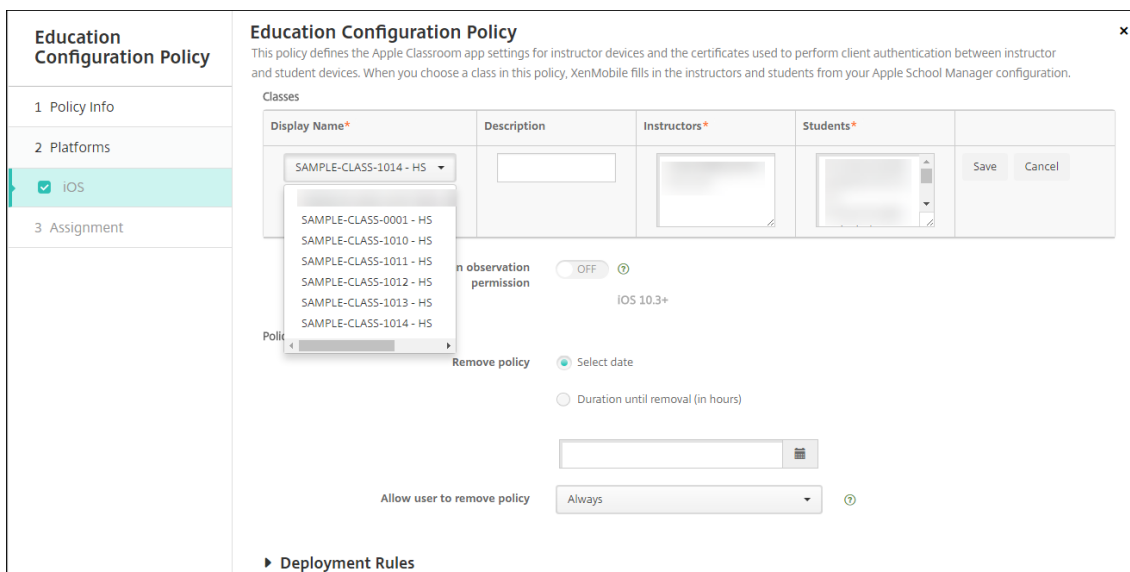 Education
Configuration Policy
1 Policy Info
2 Platforms
iOS
3 Assignment
Education Configuration Policy
×
This policy defines the Apple Classroom app settings for instructor devices and the certificates used to perform client authentication between instructor
and student devices. When you choose a class in this policy, XenMobile fills in the instructors and students from your Apple School Manager configuration.
Classes
Display Name* Description Instructors* Students*
SAMPLE-CLASS-1014 - HS Save Cancel
SAMPLE-CLASS-0001 - HS
SAMPLE-CLASS-1010 - HS
SAMPLE-CLASS-1011 - HS
SAMPLE-CLASS-1012 - HS
SAMPLE-CLASS-1013 - HS
SAMPLE-CLASS-1014 - HS
observation
permission
OFF
iOS 10.3+
Remove policy Select date
Duration until removal (in hours)
Allow user to remove policy Always
Deployment Rules